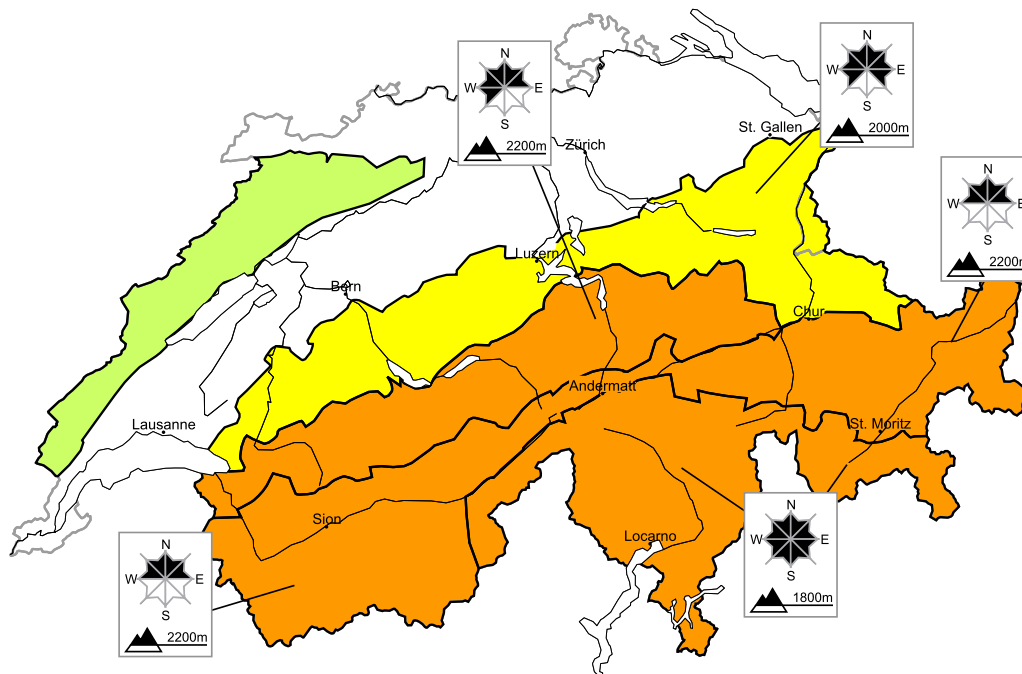 N
W E
S
2200m
N
W E
S
2000m
St. Gallen
Zürich
N
W E
S
2200m
Luzern
Bern
Chur
Andermatt
Lausanne
St. Moritz
Sion
Locarno
N
W E
S
1800m
N
W E
S
2200m